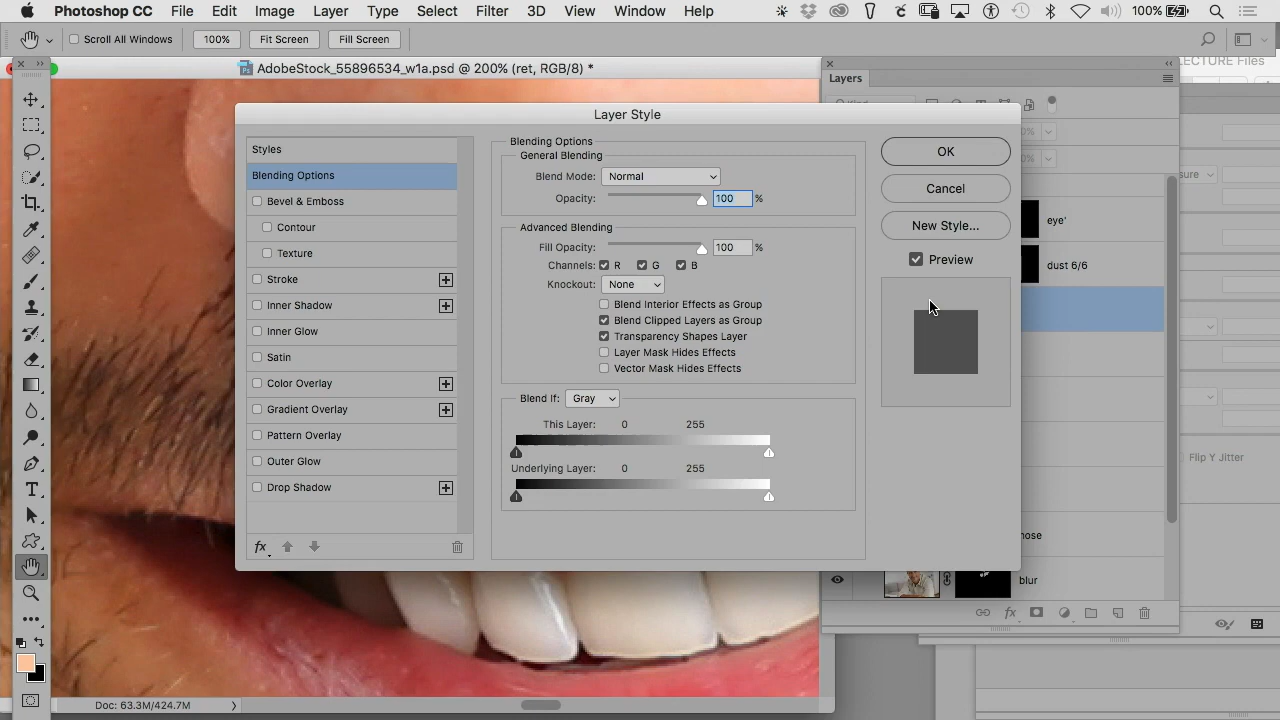 Photoshop CC File Edit Image Layer Type Select Filter 3D View Window Help 100%
Scroll All Windows 100% Fit Screen Fill Screen
LECTURE Files
AdobeStock_55896534_w1a.psd @ 200% (ret, RGB/8) *
Layers
Layer Style
Styles
Blending Options
Bevel & Emboss
Contour
Texture
Stroke
Inner Shadow
Inner Glow
Satin
Color Overlay
Gradient Overlay
Pattern Overlay
Outer Glow
Drop Shadow
fx
Blending Options
General Blending
Blend Mode: Normal
Opacity: 100 %
Advanced Blending
Fill Opacity: 100 %
Channels: R G B
Knockout: None
Blend Interior Effects as Group
Blend Clipped Layers as Group
Transparency Shapes Layer
Layer Mask Hides Effects
Vector Mask Hides Effects
Blend If: Gray
This Layer: 0 255
Underlying Layer: 0 255
OK
Cancel
New Style...
Preview
eye'
dust 6/6
Flip Y Jitter
blur
fx
Doc: 63.3M/424.7M